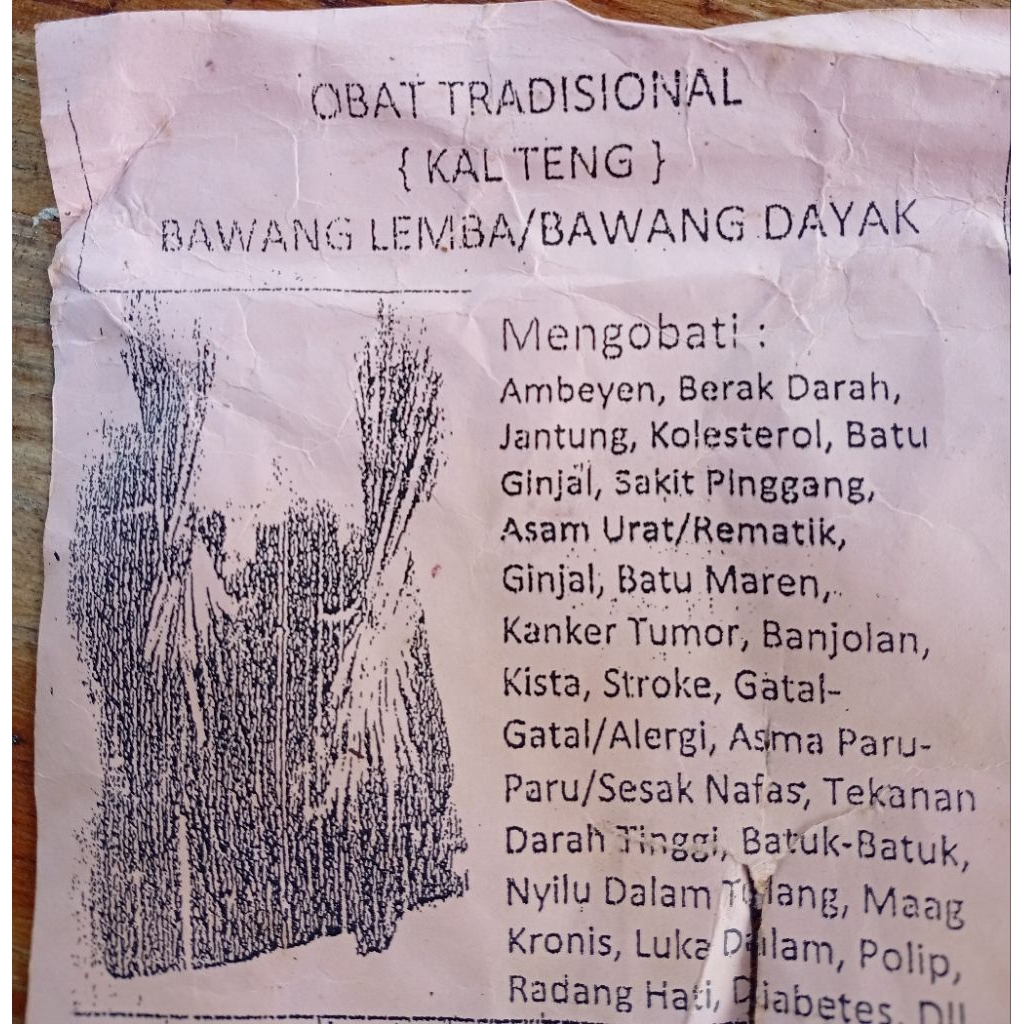 OBAT TRADISIONAL
{ KAL TENG }
BAWANG LEMBA/BAWANG DAYAK
Mengobati :
Ambeyen, Berak Darah,
Jantung, Kolesterol, Batu
Ginjal, Sakit Pinggang,
Asam Urat/Rematik,
Ginjal, Batu Maren,
Kanker Tumor, Banjolan,
Kista, Stroke, Gatal-
Gatal/Alergi, Asma Paru-
Paru/Sesak Nafas, Tekanan
Darah Tinggi, Batuk-Batuk,
Nyilu Dalam Tulang, Maag
Kronis, Luka Dalam, Polip,
Radang Hati, Diabetes, Dll